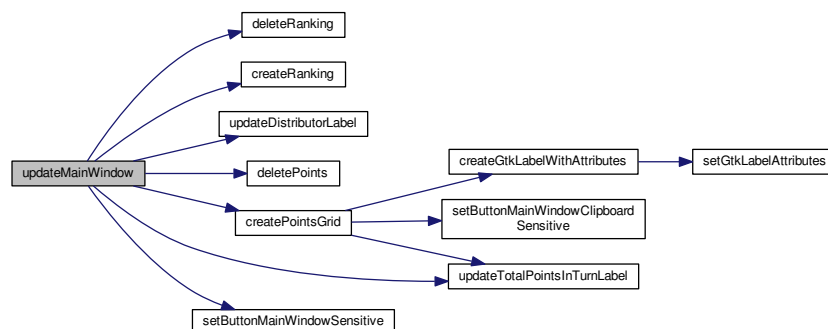 deleteRanking
createRanking
updateDistributorLabel
createGtkLabelWithAttributes
setGtkLabelAttributes
updateMainWindow
deletePoints
createPointsGrid
setButtonMainWindowClipboard
Sensitive
updateTotalPointsInTurnLabel
setButtonMainWindowSensitive